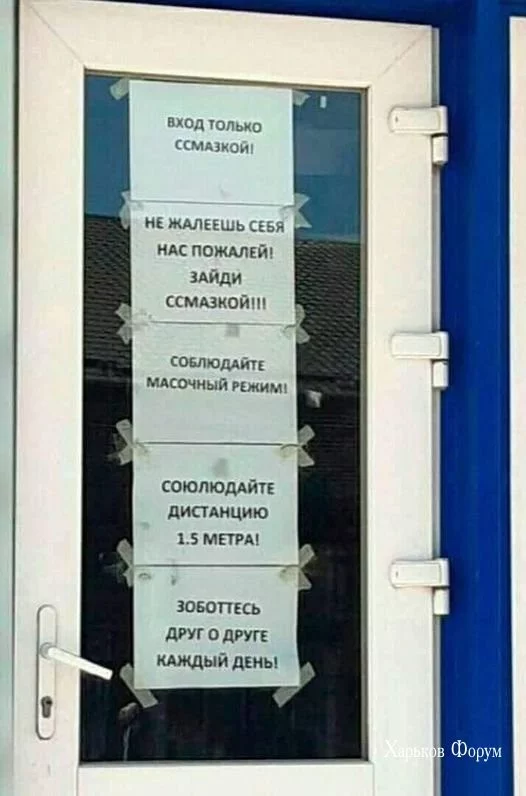 ВХОД ТОЛЬКО
ССМАЗКОЙ!
НЕ ЖАЛЕЕШЬ СЕБЯ
НАС ПОЖАЛЕЙ!
ЗАЙДИ
ССМАЗКОЙ!!!
СОБЛЮДАЙТЕ
МАСОЧНЫЙ РЕЖИМ!
СОЮЛЮДАЙТЕ
ДИСТАНЦИЮ
1.5 МЕТРА!
ЗОБОТТЕСЬ
ДРУГ О ДРУГЕ
КАЖДЫЙ ДЕНЬ!
Харьков Форум